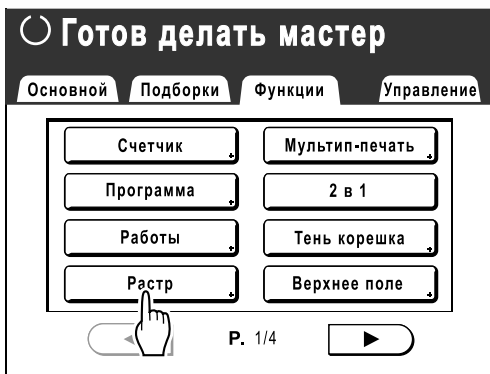 Готов делать мастер
Основной Подборки Функции Управление
Счетчик Мультип-печать
Программа 2 в 1
Работы Тень корешка
Растр Верхнее поле
P. 1/4